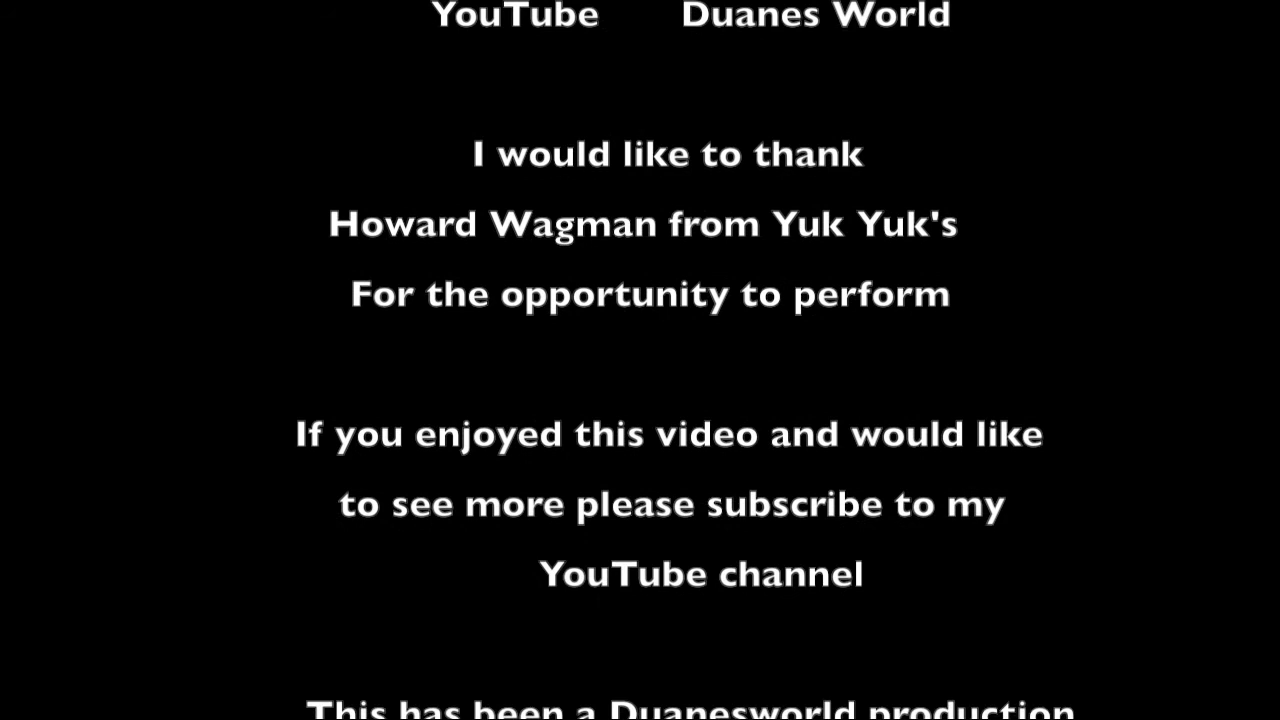 YouTube Duanes World
I would like to thank
Howard Wagman from Yuk Yuk's
For the opportunity to perform
If you enjoyed this video and would like
to see more please subscribe to my
YouTube channel
This has been a Duanesworld production